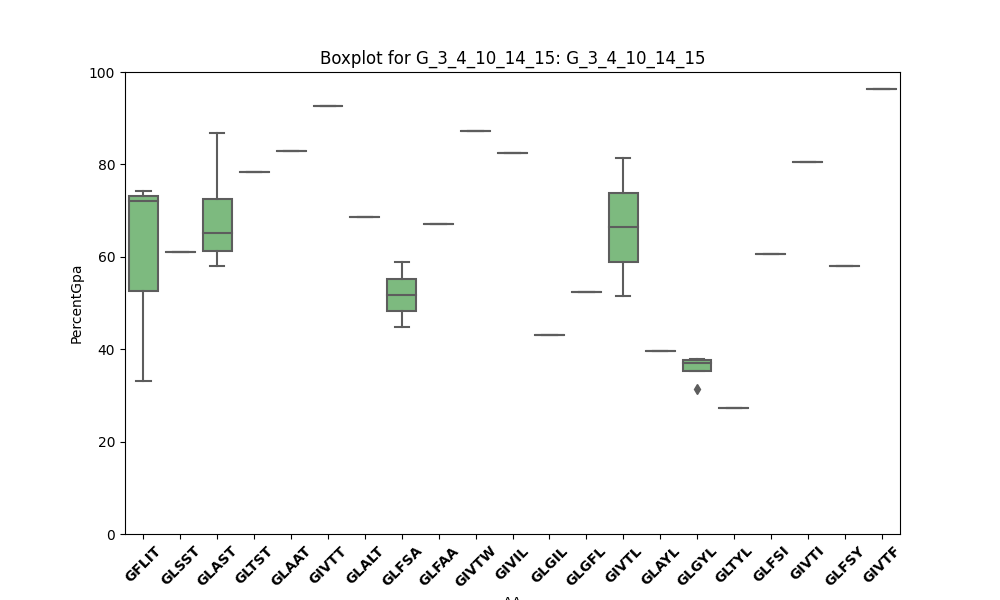 Boxplot for G_3_4_10_14_15: G_3_4_10_14_15
100
80
60
40
20
0
PercentGpa
GFLIT
GLSST
GLAST
GLTST
GLAAT
GIVTT
GLALT
GLFSA
GLFAA
GIVTW
GIVIL
GLGIL
GLGFL
GIVTL
GLAYL
GLGYL
GLTYL
GLFSI
GIVTI
GLFSY
GIVTF